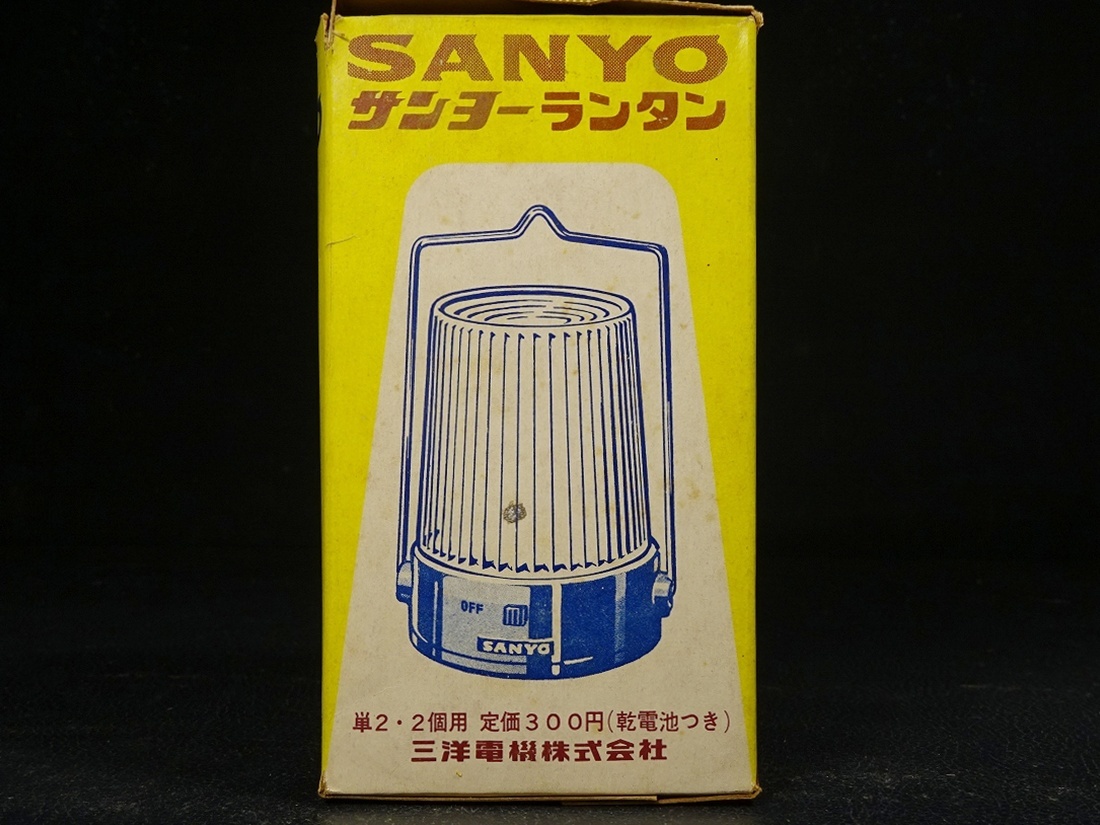 SANYO
サンヨーランタン
OFF
SANYO
単2・2個用 定価300円(乾電池つき)
三洋電機株式会社